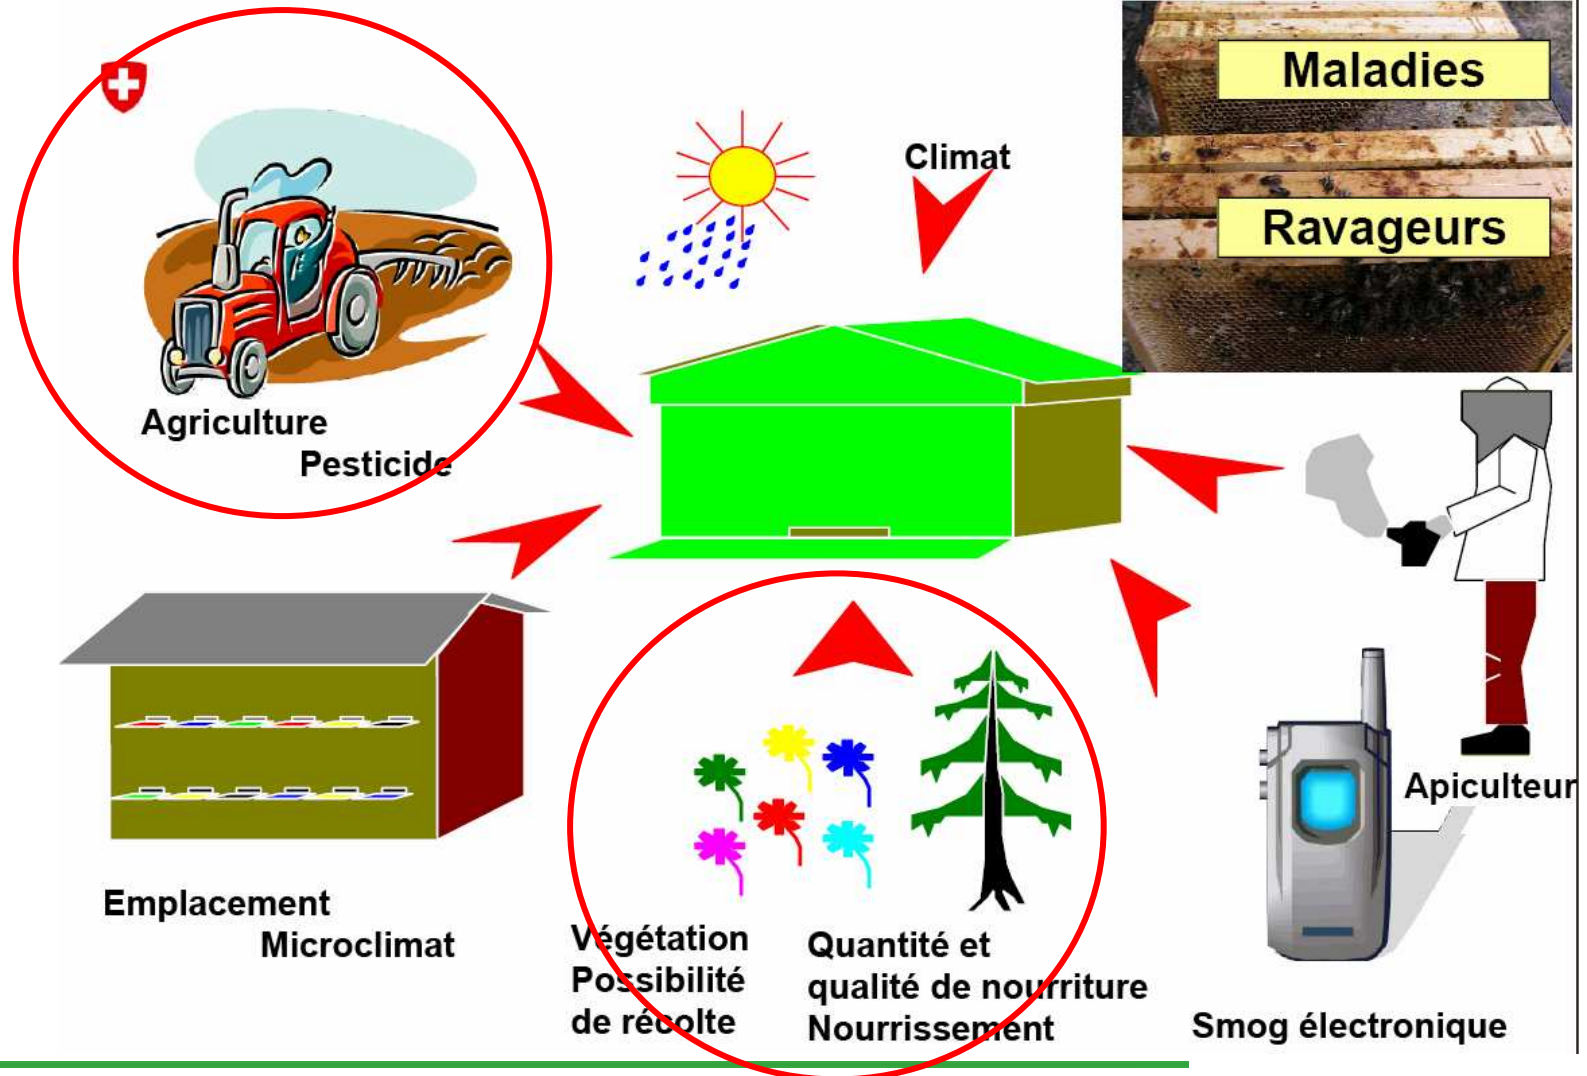 Maladies
Climat
Ravageurs
Agriculture
Pesticide
Apiculteur
Emplacement
Microclimat
Végétation
Possibilité
de récolte
Quantité et
qualité de nourriture
Nourrissement
Smog électronique